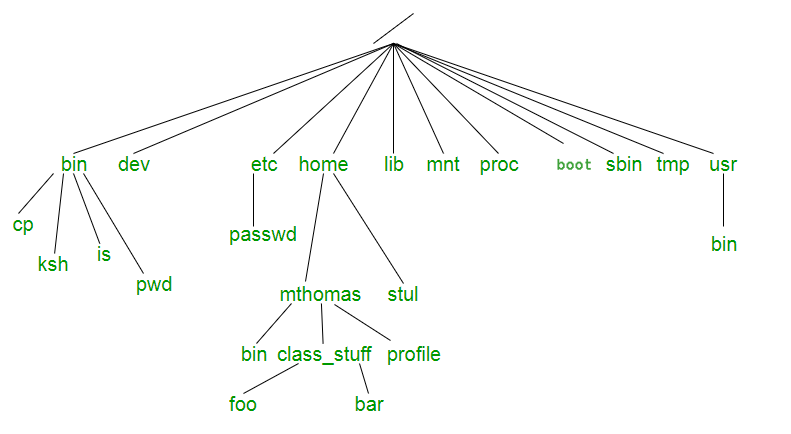 /
bin dev etc home lib mnt proc boot sbin tmp usr
cp ksh is pwd passwd bin
mthomas stul
bin class_stuff profile
foo bar